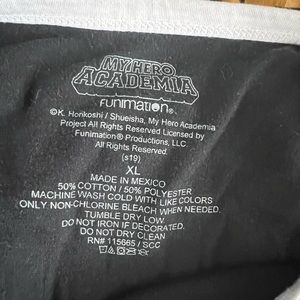 MY HERO
ACADEMIA
FUNIMATION®
©K. Horikoshi / Shueisha, My Hero Academia
Project All Rights Reserved Licensed by
Funimation® Productions, LLC.
All Rights Reserved.
(s19)
XL
MADE IN MEXICO
50% COTTON / 50% POLYESTER
MACHINE WASH COLD WITH LIKE COLORS
ONLY NON-CHLORINE BLEACH WHEN NEEDED.
TUMBLE DRY LOW.
DO NOT IRON IF DECORATED.
DO NOT DRY CLEAN
RN# 115665 / SCC